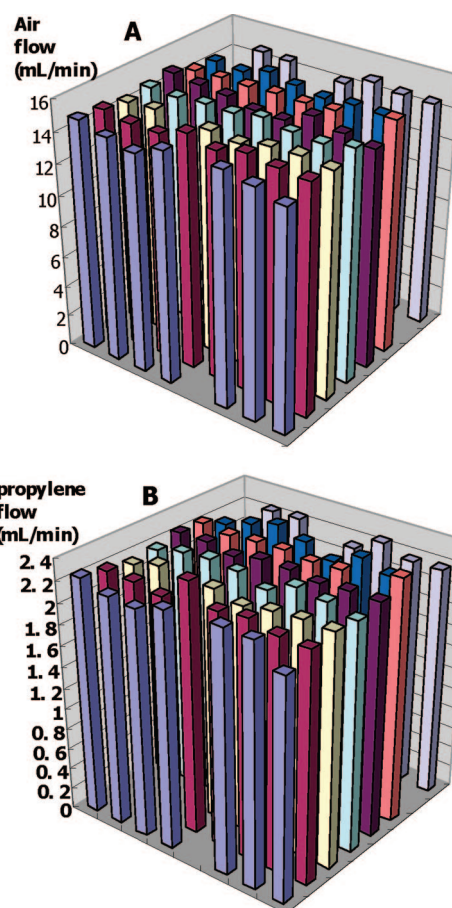 Air
flow
(mL/min)
A
16
14
12
10
8
6
4
2
0
propylene
flow
(mL/min)
B
2. 4
2. 2
2
1. 8
1. 6
1. 4
1. 2
1
0. 8
0. 6
0. 4
0. 2
0